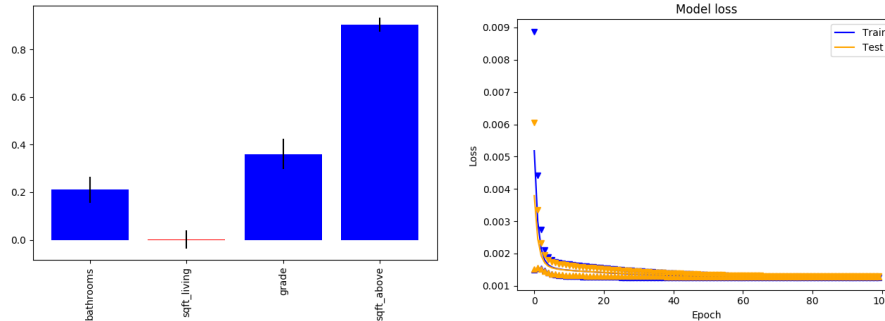 0.8
0.6
0.4
0.2
0.0
bathrooms
sqft_living
grade
sqft_above
Model loss
0.009
0.008
0.007
0.006
0.005
0.004
0.003
0.002
0.001
Loss
Train
Test
0
20
40
60
80
100
Epoch